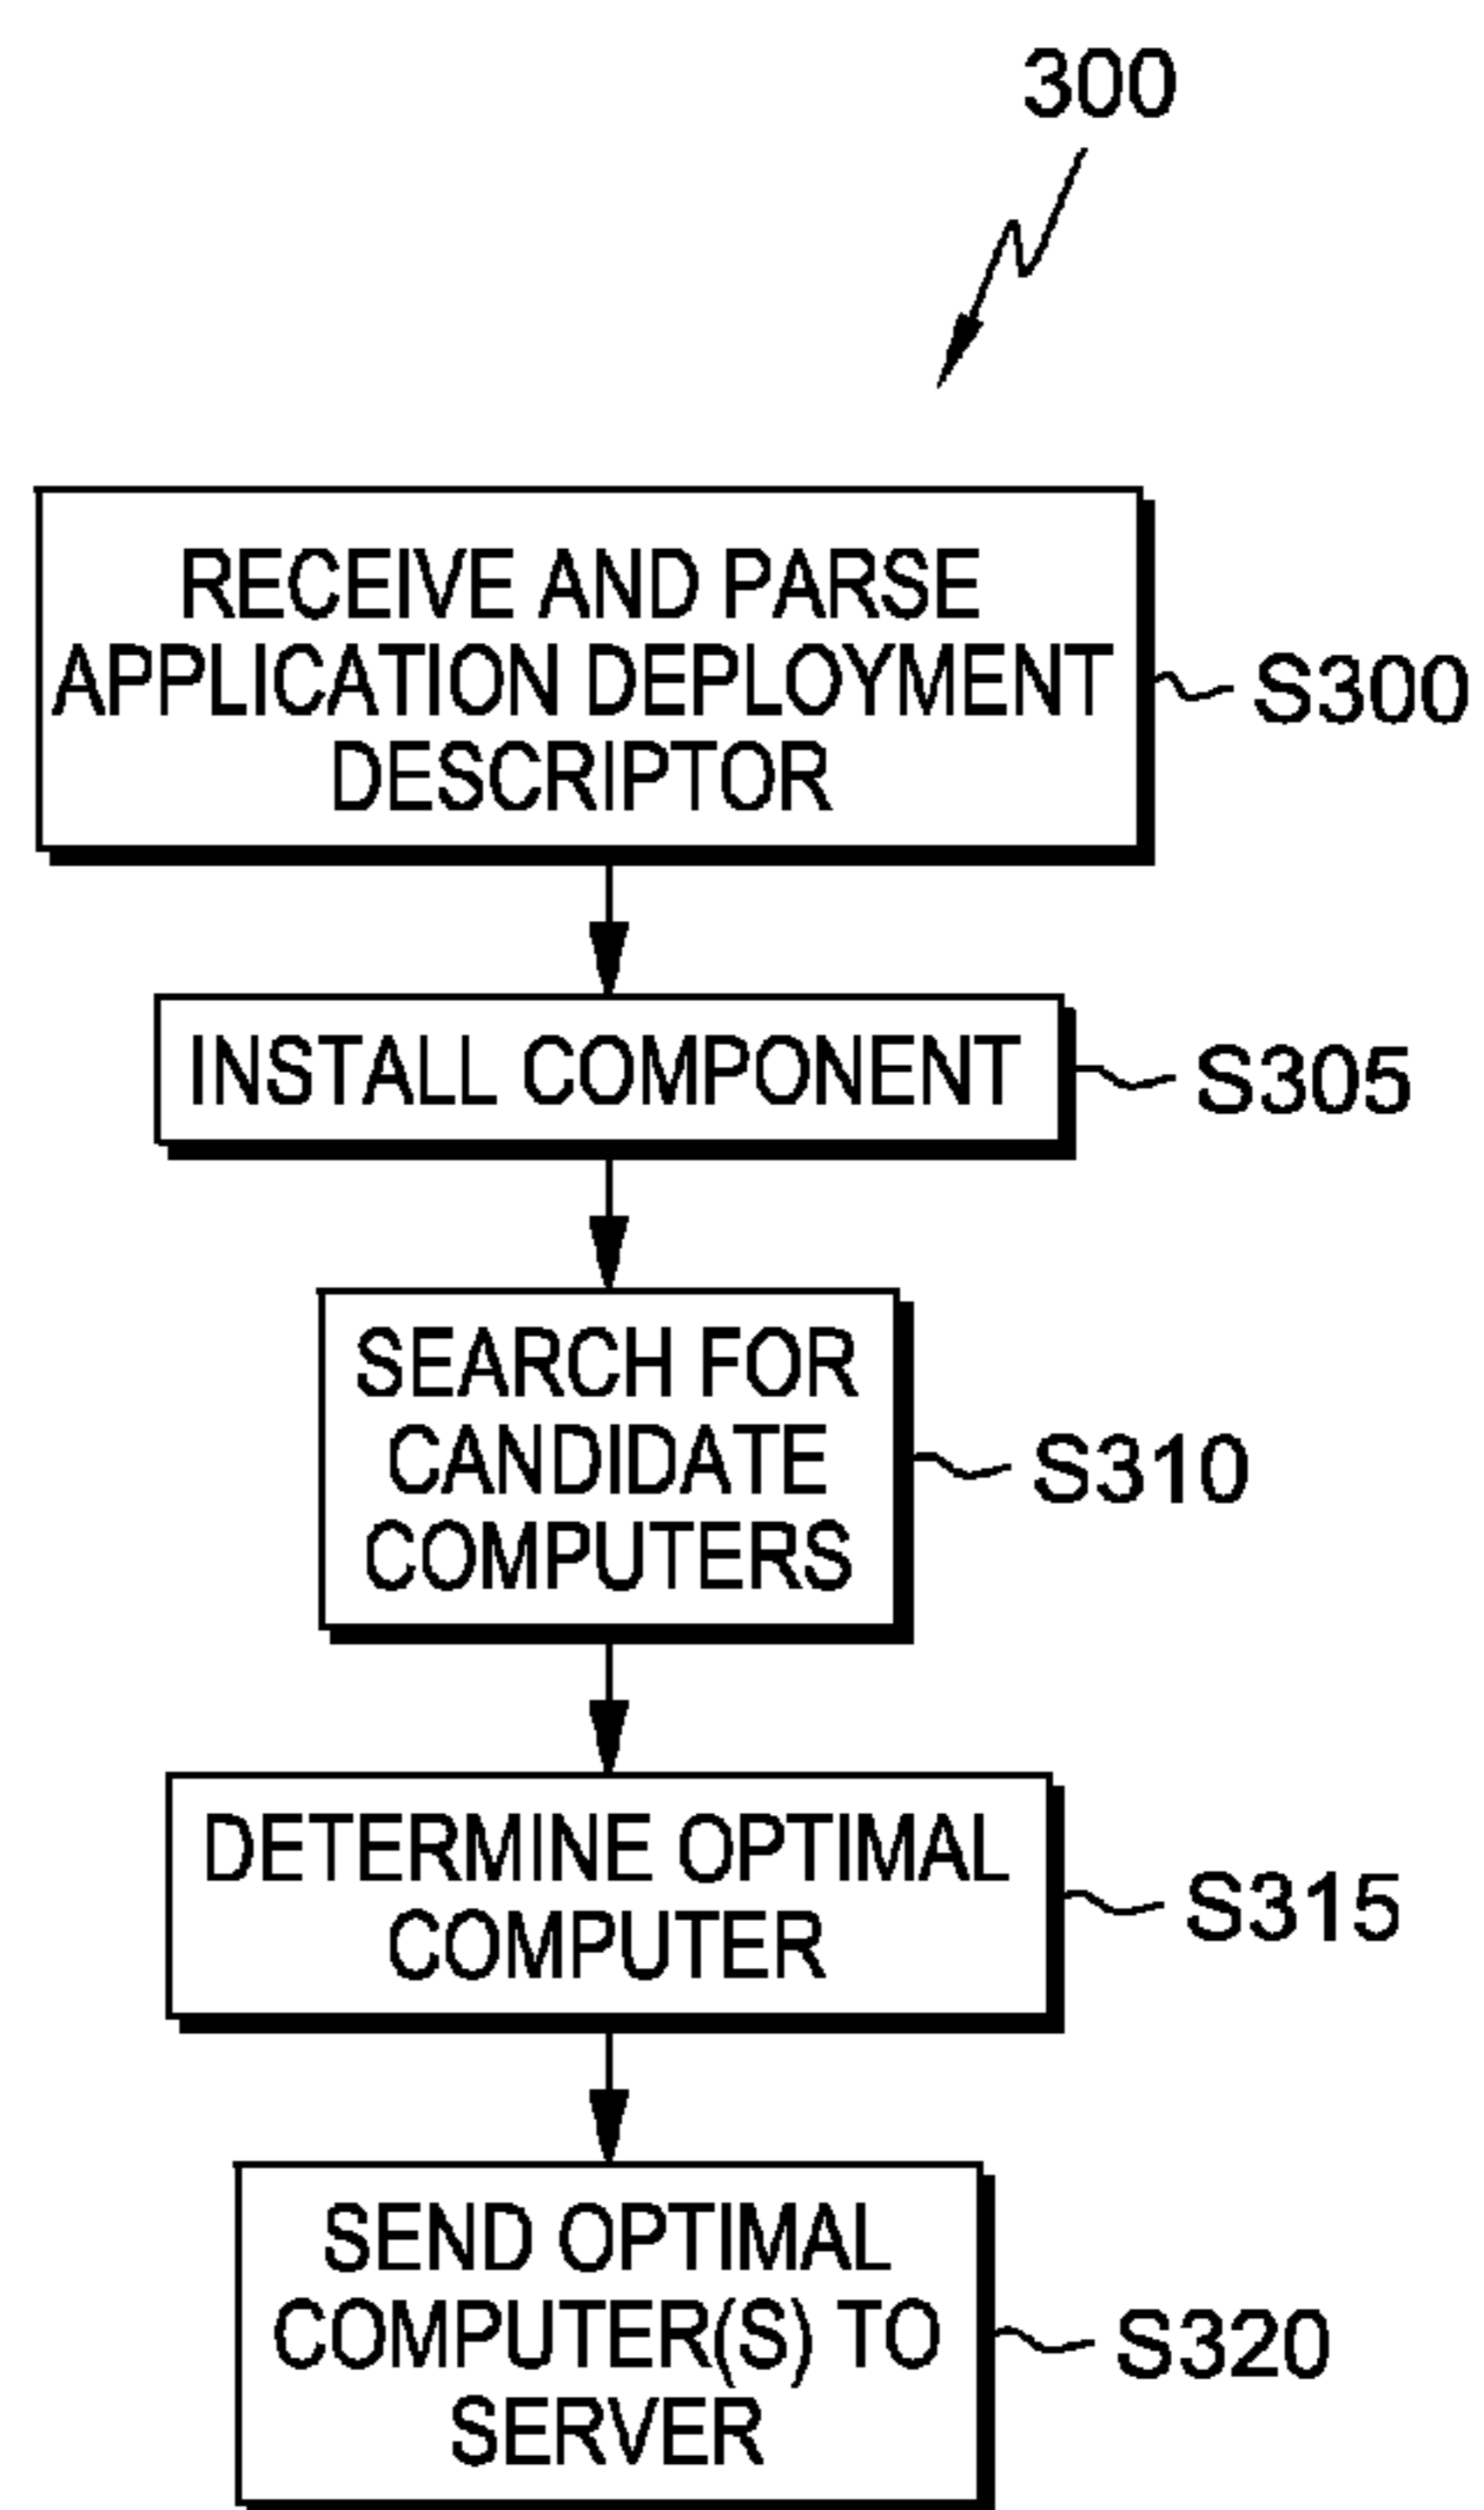 300
RECEIVE AND PARSE
APPLICATION DEPLOYMENT
DESCRIPTOR
S300
INSTALL COMPONENT
S305
SEARCH FOR
CANDIDATE
COMPUTERS
S310
DETERMINE OPTIMAL
COMPUTER
S315
SEND OPTIMAL
COMPUTER(S) TO
SERVER
S320